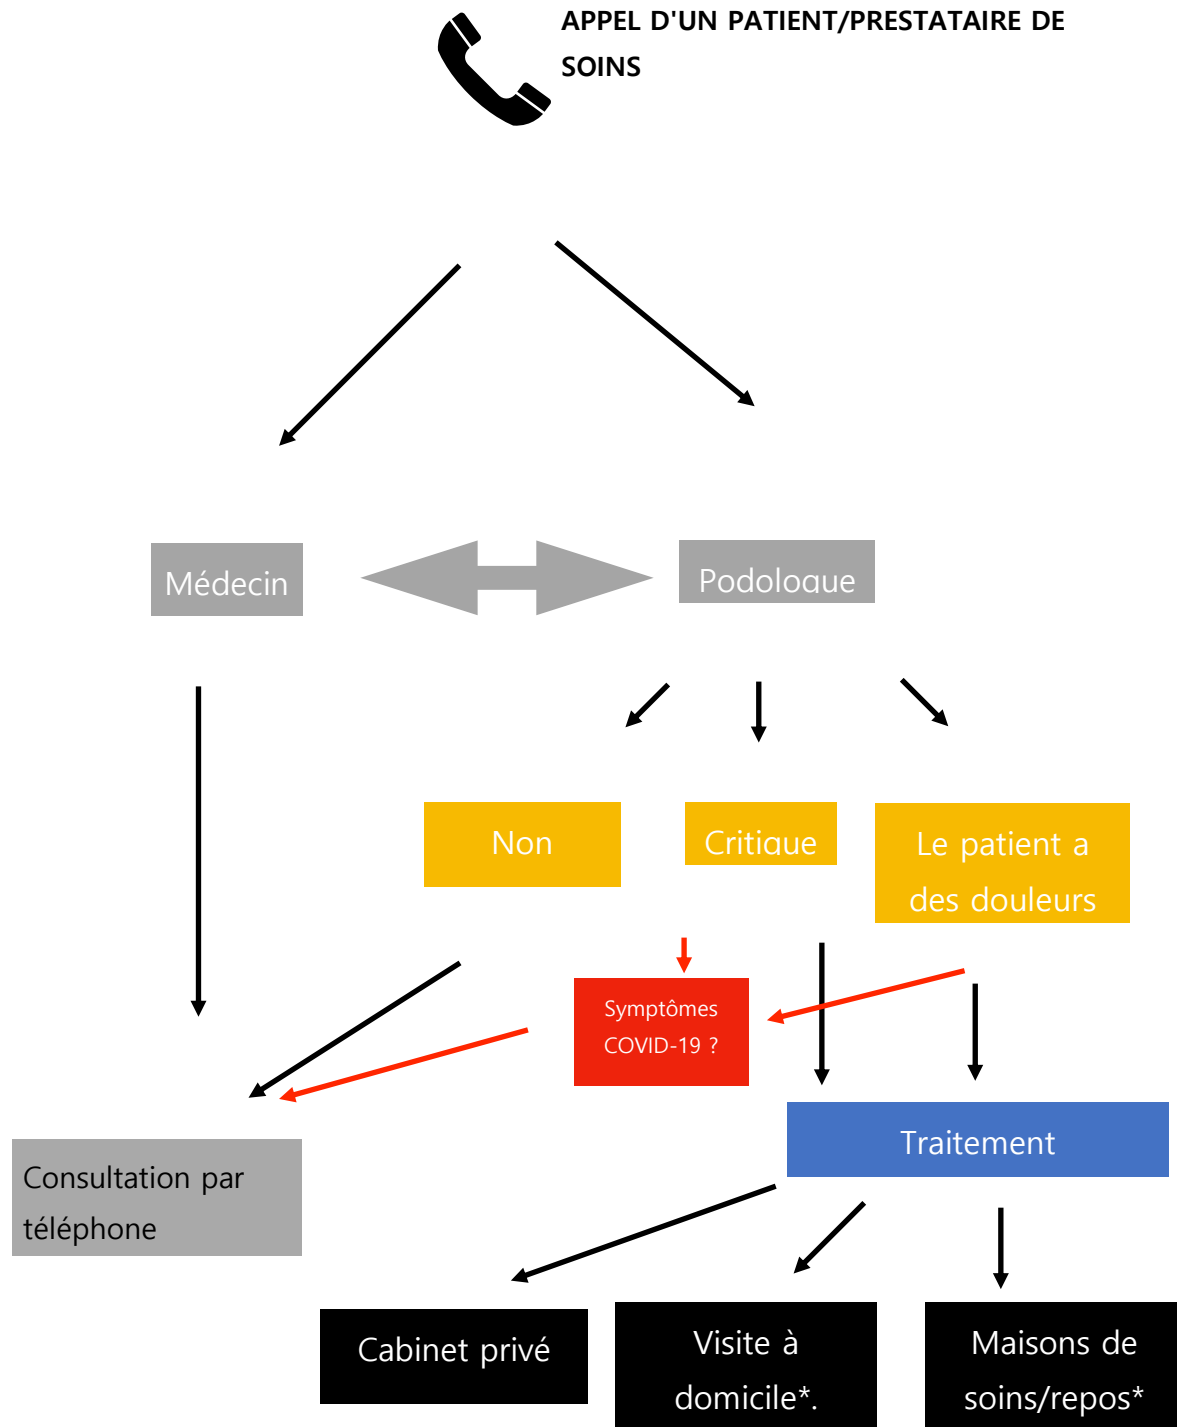 APPEL D'UN PATIENT/PRESTATAIRE DE
SOINS
Médecin
Podologue
Non
Critique
Le patient a
des douleurs
Symptômes
COVID-19 ?
Traitement
Consultation par
téléphone
Cabinet privé
Visite à
domicile*.
Maisons de
soins/repos*